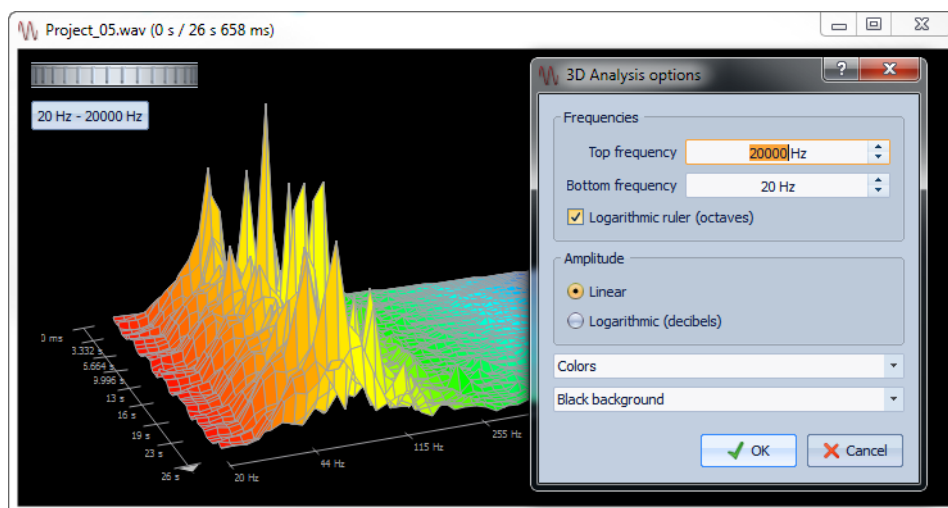 Project_05.wav (0 s / 26 s 658 ms)
20 Hz - 20000 Hz
3D Analysis options
?
Frequencies
Top frequency 20000 Hz
Bottom frequency 20 Hz
Logarithmic ruler (octaves)
Amplitude
Linear
Logarithmic (decibels)
Colors
Black background
OK Cancel
0 ms
3.332 s
6.664 s
9.996 s
13 s
16 s
19 s
23 s
26 s
20 Hz
44 Hz
115 Hz
255 Hz